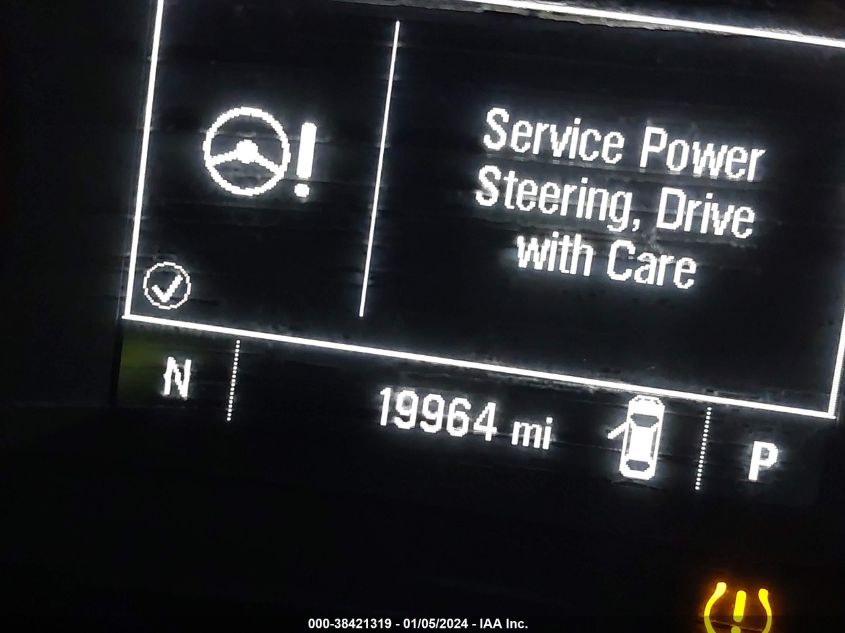 Service Power
Steering, Drive
with Care
N
19964 mi
P
000-38421319 - 01/05/2024 - IAA Inc.